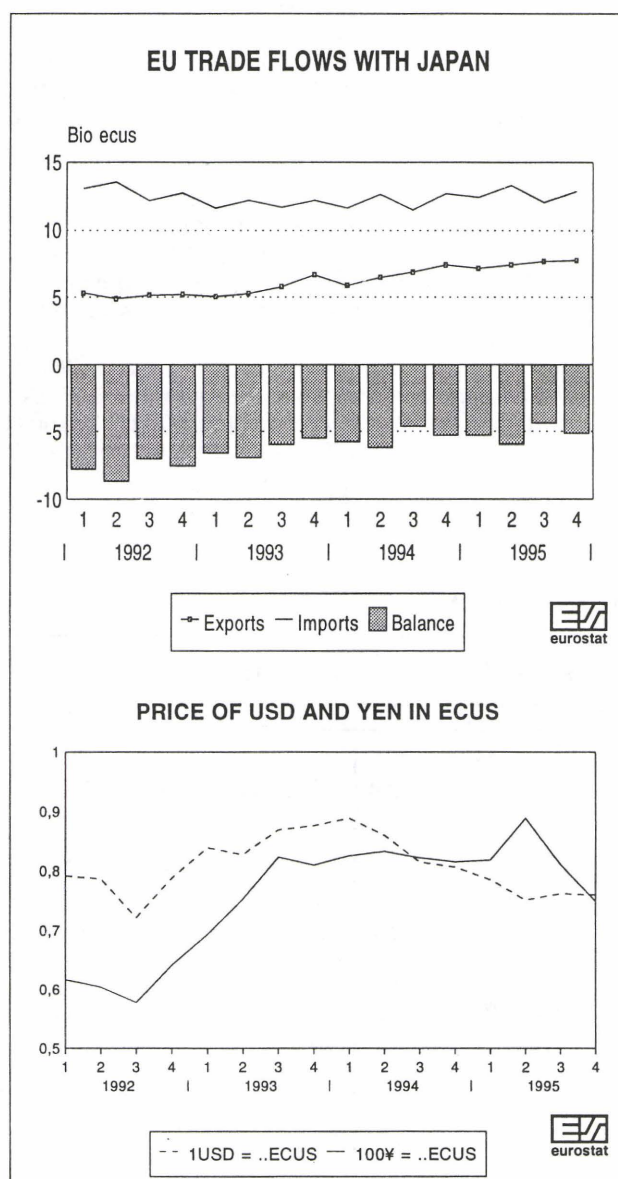 EU TRADE FLOWS WITH JAPAN
Bio ecus
15
10
5
0
-5
-10
1 2 3 4 1 2 3 4 1 2 3 4 1 2 3 4
| 1992 | 1993 | 1994 | 1995 |
Exports Imports Balance
eurostat
PRICE OF USD AND YEN IN ECUS
1
0,9
0,8
0,7
0,6
0,5
1 2 3 4 1 2 3 4 1 2 3 4 1 2 3 4
1992 | 1993 | 1994 | 1995
1USD = ..ECUS 100¥ = ..ECUS
eurostat